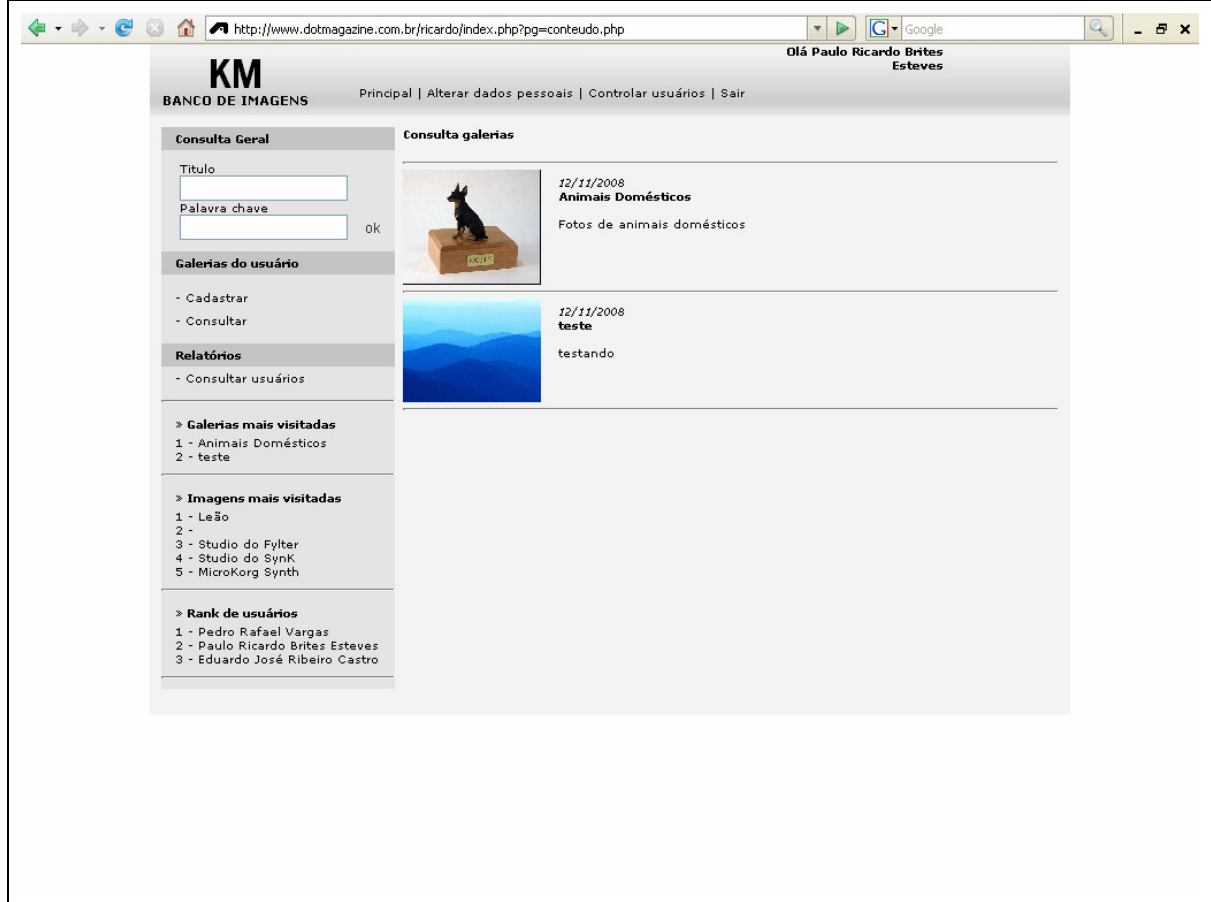 http://www.dotmagazine.com.br/ricardo/index.php?pg=conteudo.php
Google
Olá Paulo Ricardo Brites
Esteves
KM
BANCO DE IMAGENS
Principal | Alterar dados pessoais | Controlar usuários | Sair
Consulta Geral
Titulo
Palavra chave
ok
Galerias do usuário
- Cadastrar
- Consultar
Relatórios
- Consultar usuários
» Galerias mais visitadas
1 - Animais Domésticos
2 - teste
» Imagens mais visitadas
1 - Leão
2 -
3 - Studio do Fylter
4 - Studio do SynK
5 - MicroKorg Synth
» Rank de usuários
1 - Pedro Rafael Vargas
2 - Paulo Ricardo Brites Esteves
3 - Eduardo José Ribeiro Castro
Consulta galerias
12/11/2008
Animais Domésticos
Fotos de animais domésticos
12/11/2008
teste
testando